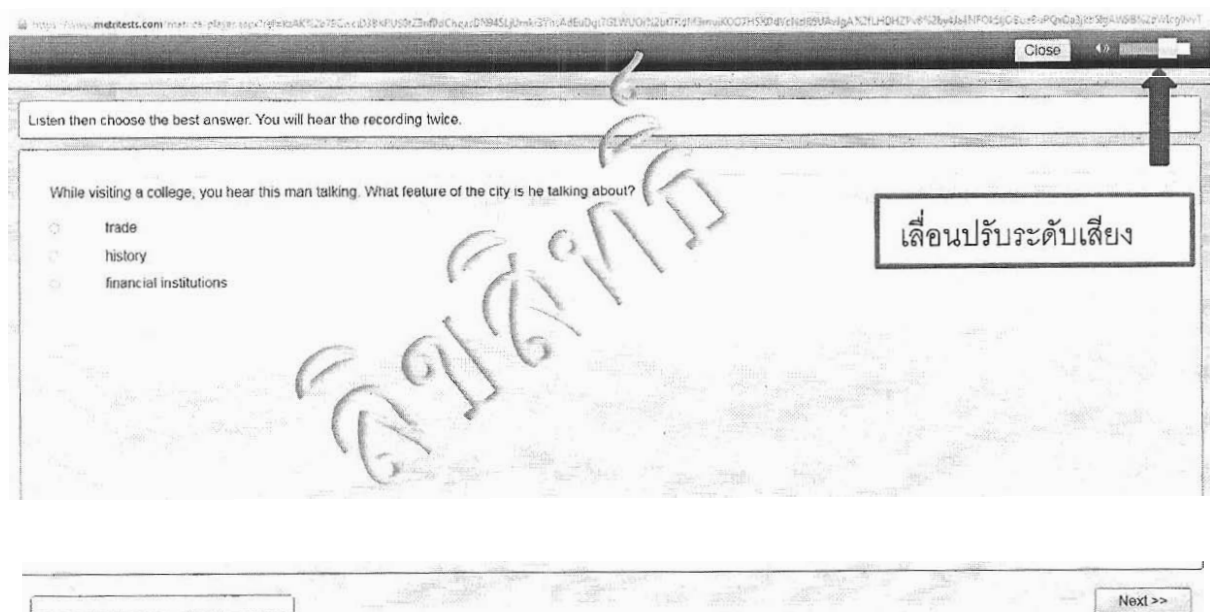 metritests.com
Close
Listen then choose the best answer. You will hear the recording twice.
While visiting a college, you hear this man talking. What feature of the city is he talking about?
trade
history
financial institutions
เลื่อนปรับระดับเสียง
ลิขสิทธิ์
Next >>